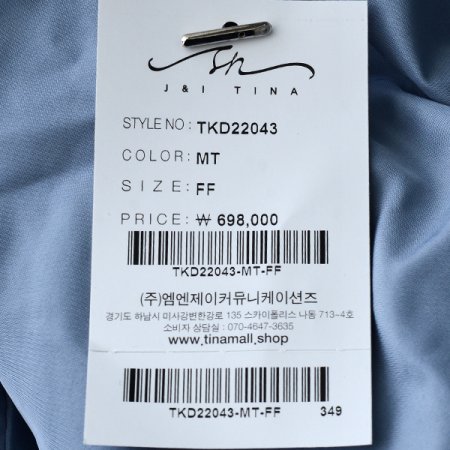 J&I TINA
STYLE NO : TKD22043
COLOR: MT
SIZE: FF
PRICE: ₩ 698,000
TKD22043-MT-FF
(주)엠엔제이커뮤니케이션즈
경기도 하남시 미사강변한강로 135 스카이폴리스 나동 713-4호
소비자 상담실 : 070-4647-3635
www.tinamall.shop
TKD22043-MT-FF 349